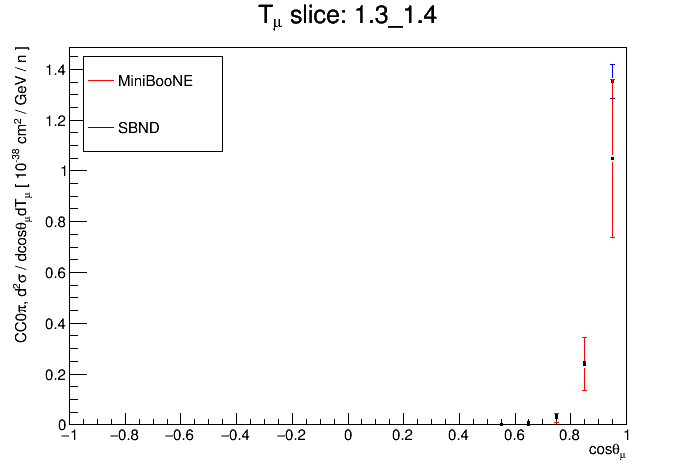 Tμ slice: 1.3_1.4
CC0π, d²σ / dcosθμdTμ [ 10⁻³⁸ cm² / GeV / n ]
MiniBooNE
SBND
1.4
1.2
1
0.8
0.6
0.4
0.2
0
−1 −0.8 −0.6 −0.4 −0.2 0 0.2 0.4 0.6 0.8 1
cosθμ